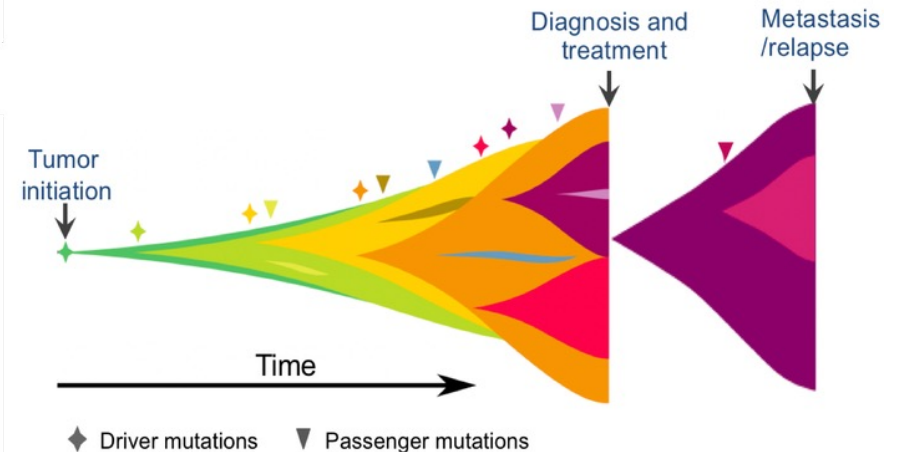 Diagnosis and
treatment
Metastasis
/relapse
Tumor
initiation
Time
Driver mutations
Passenger mutations